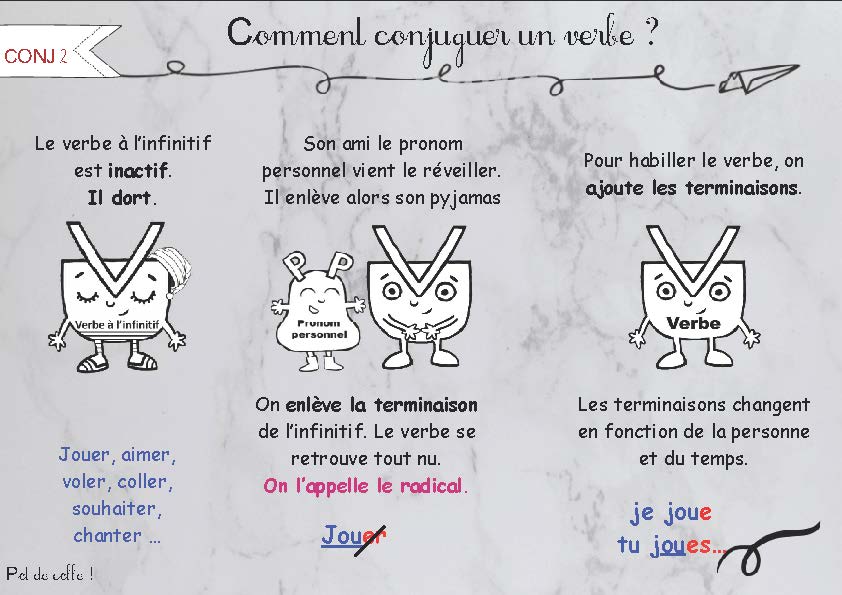 CONJ 2
Comment conjuguer un verbe ?
Le verbe à l'infinitif
est inactif.
Il dort.
Verbe à l'infinitif
Jouer, aimer,
voler, coller,
souhaiter,
chanter ...
Son ami le pronom
personnel vient le réveiller.
Il enlève alors son pyjamas
P P
Pronom
personnel
On enlève la terminaison
de l'infinitif. Le verbe se
retrouve tout nu.
On l'appelle le radical.
Jouer
Pour habiller le verbe, on
ajoute les terminaisons.
Verbe
Les terminaisons changent
en fonction de la personne
et du temps.
je joue
tu joues...